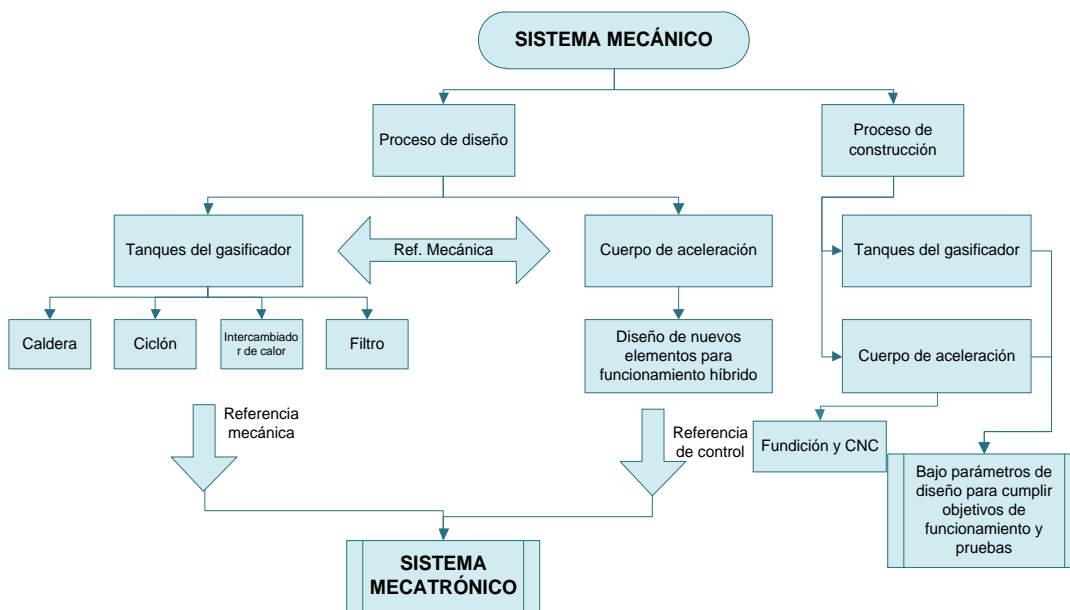 SISTEMA MECÁNICO
Proceso de diseño
Proceso de
construcción
Tanques del gasificador
Ref. Mecánica
Cuerpo de aceleración
Tanques del gasificador
Caldera
Ciclón
Intercambiado
r de calor
Filtro
Diseño de nuevos
elementos para
funcionamiento híbrido
Cuerpo de aceleración
Referencia
mecánica
Referencia
de control
Fundición y CNC
Bajo parámetros de
diseño para cumplir
objetivos de
funcionamiento y
pruebas
SISTEMA
MECATRÓNICO